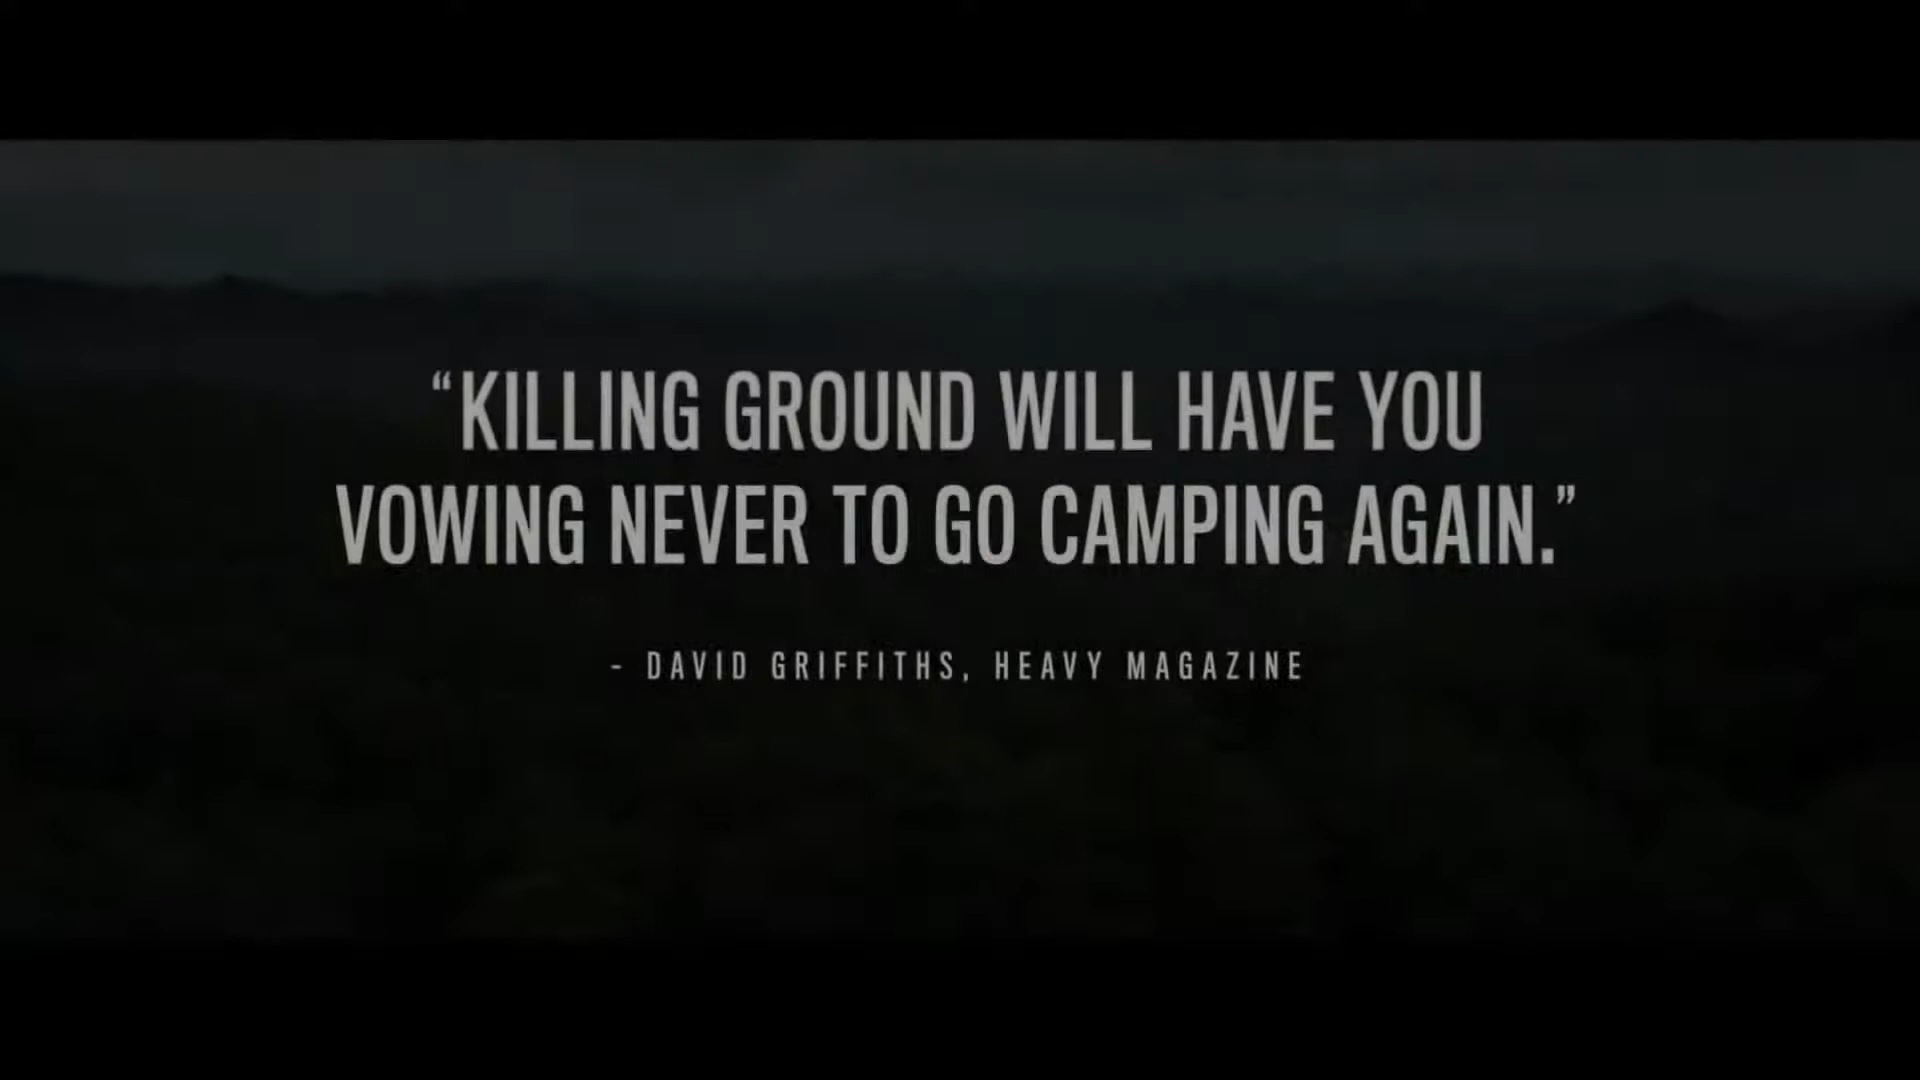 “KILLING GROUND WILL HAVE YOU
VOWING NEVER TO GO CAMPING AGAIN.”
- DAVID GRIFFITHS, HEAVY MAGAZINE